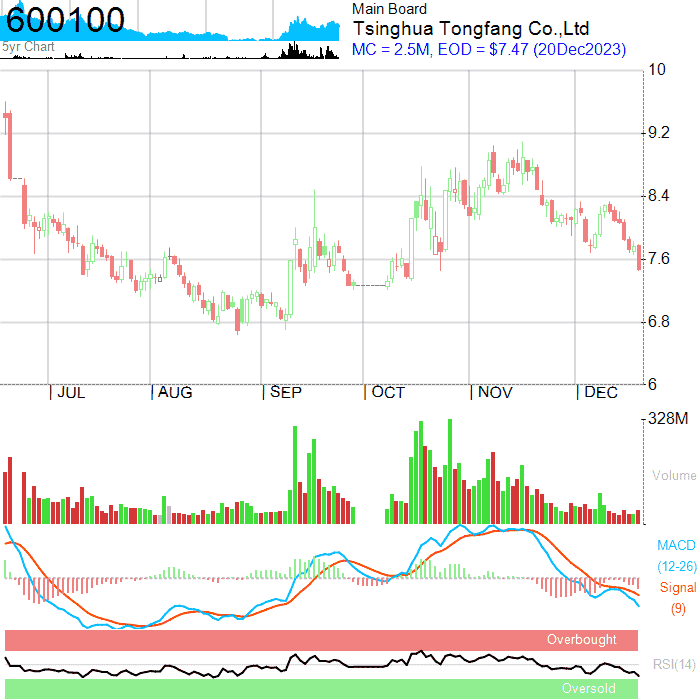 600100
5yr Chart
Main Board
Tsinghua Tongfang Co.,Ltd
MC = 2.5M, EOD = $7.47 (20Dec2023)
10
9.2
8.4
7.6
6.8
6
JUL AUG SEP OCT NOV DEC
328M
Volume
MACD
(12-26)
Signal
(9)
Overbought
RSI(14)
Oversold